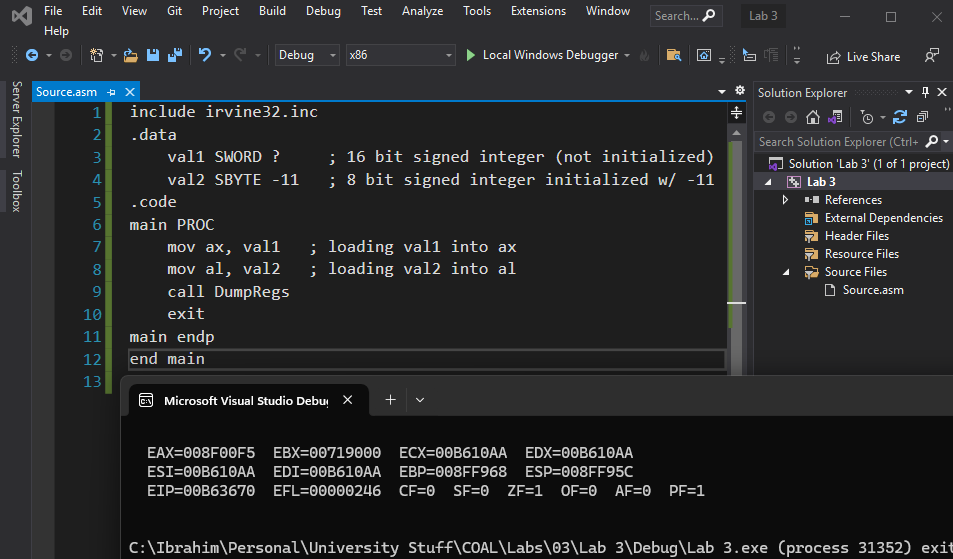 File Edit View Git Project Build Debug Test Analyze Tools Extensions Window Search... Lab 3
Help
Debug x86 Local Windows Debugger Live Share
Server Explorer
Toolbox
Source.asm
1 include irvine32.inc
2 .data
3 val1 SWORD ? ; 16 bit signed integer (not initialized)
4 val2 SBYTE -11 ; 8 bit signed integer initialized w/ -11
5 .code
6 main PROC
7 mov ax, val1 ; loading val1 into ax
8 mov al, val2 ; loading val2 into al
9 call DumpRegs
10 exit
11 main endp
12 end main
13
Solution Explorer
Search Solution Explorer (Ctrl+
Solution 'Lab 3' (1 of 1 project)
Lab 3
References
External Dependencies
Header Files
Resource Files
Source Files
Source.asm
Microsoft Visual Studio Debu
EAX=008F00F5 EBX=00719000 ECX=00B610AA EDX=00B610AA
ESI=00B610AA EDI=00B610AA EBP=008FF968 ESP=008FF95C
EIP=00B63670 EFL=00000246 CF=0 SF=0 ZF=1 OF=0 AF=0 PF=1
C:\Ibrahim\Personal\University Stuff\COAL\Labs\03\Lab 3\Debug\Lab 3.exe (process 31352) exit